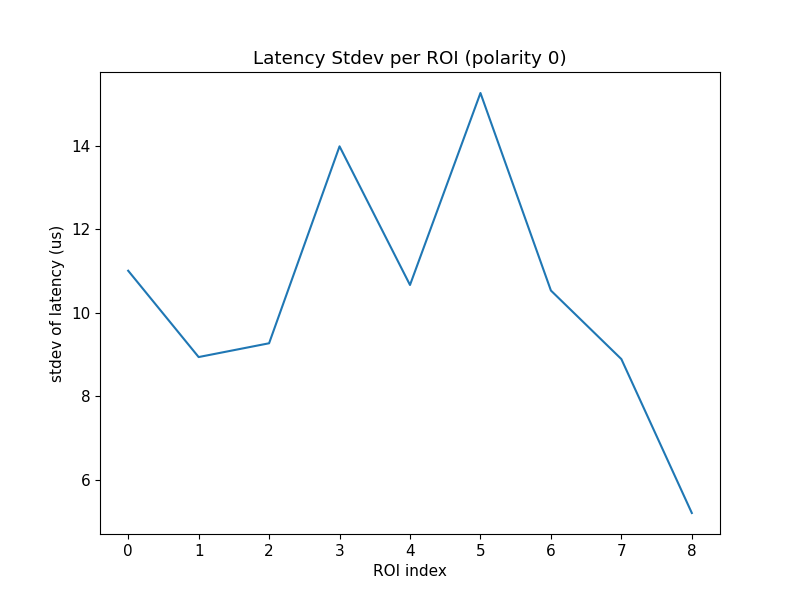 Latency Stdev per ROI (polarity 0)
stdev of latency (us)
14
12
10
8
6
0 1 2 3 4 5 6 7 8
ROI index